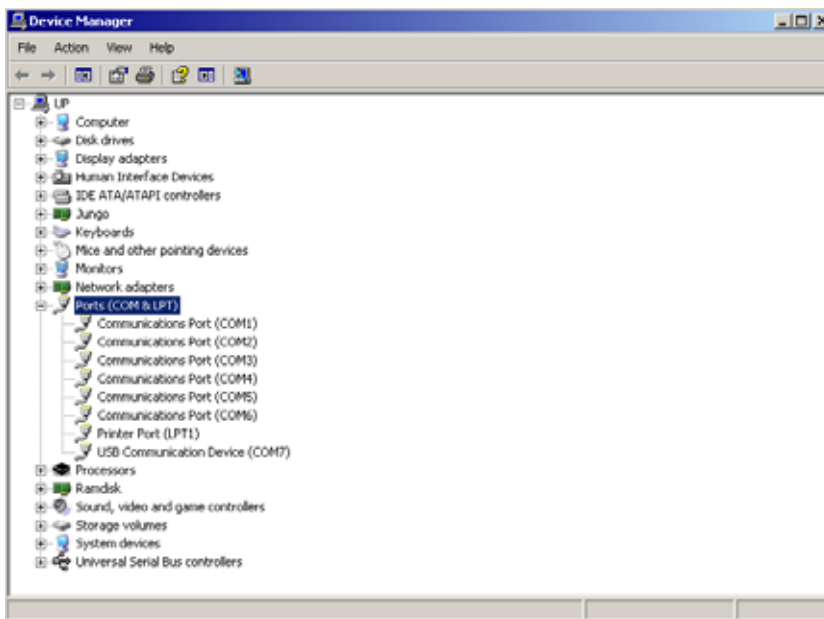 Device Manager
File Action View Help
UP
Computer
Disk drives
Display adapters
Human Interface Devices
IDE ATA/ATAPI controllers
Jungo
Keyboards
Mice and other pointing devices
Monitors
Network adapters
Ports (COM & LPT)
Communications Port (COM1)
Communications Port (COM2)
Communications Port (COM3)
Communications Port (COM4)
Communications Port (COM5)
Communications Port (COM6)
Printer Port (LPT1)
USB Communication Device (COM7)
Processors
Ramdisk
Sound, video and game controllers
Storage volumes
System devices
Universal Serial Bus controllers